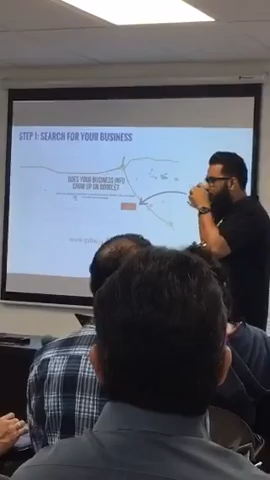 STEP 1: SEARCH FOR YOUR BUSINESS
DOES YOUR BUSINESS INFO
SHOW UP ON GOOGLE?